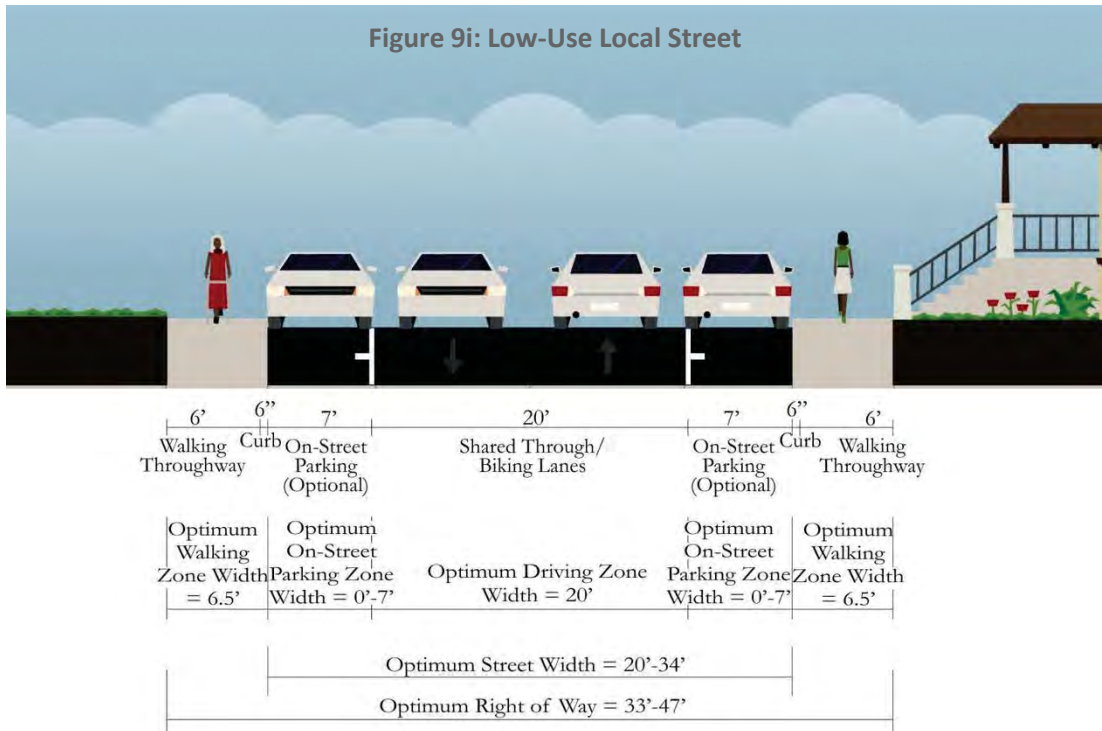 Figure 9i: Low-Use Local Street
6’ 6” 7’ 20’ 7’ 6” 6’
Walking Throughway
Curb
On-Street Parking (Optional)
Shared Through/ Biking Lanes
On-Street Parking (Optional)
Curb
Walking Throughway
Optimum
Walking
Zone Width
= 6.5’
Optimum
On-Street
Parking Zone
Width = 0’-7’
Optimum Driving Zone
Width = 20’
Optimum
On-Street
Parking Zone
Width = 0’-7’
Optimum
Walking
Zone Width
= 6.5’
Optimum Street Width = 20’-34’
Optimum Right of Way = 33’-47’